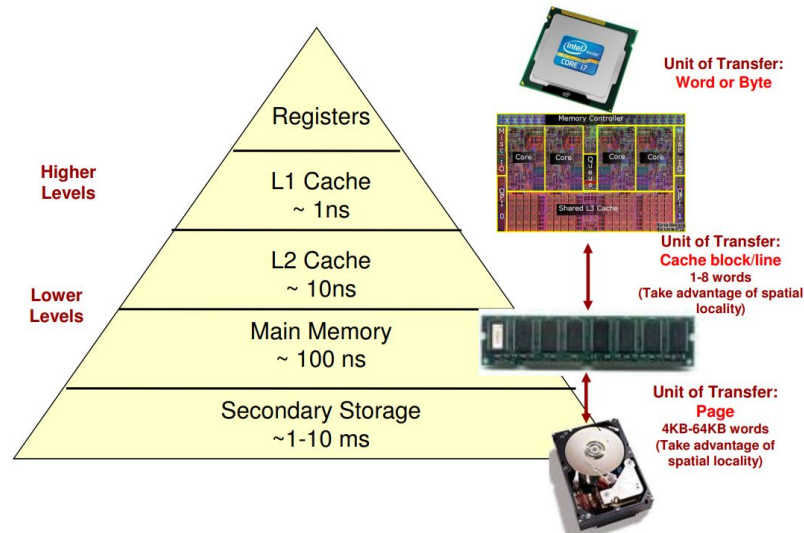 Registers
L1 Cache
~ 1ns
L2 Cache
~ 10ns
Main Memory
~ 100 ns
Secondary Storage
~1-10 ms
Higher
Levels
Lower
Levels
intel
inside
CORE i7
Unit of Transfer:
Word or Byte
Memory Controller
Core
Core
Queue
Core
Core
Shared L3 Cache
Unit of Transfer:
Cache block/line
1-8 words
(Take advantage of spatial
locality)
Unit of Transfer:
Page
4KB-64KB words
(Take advantage of
spatial locality)